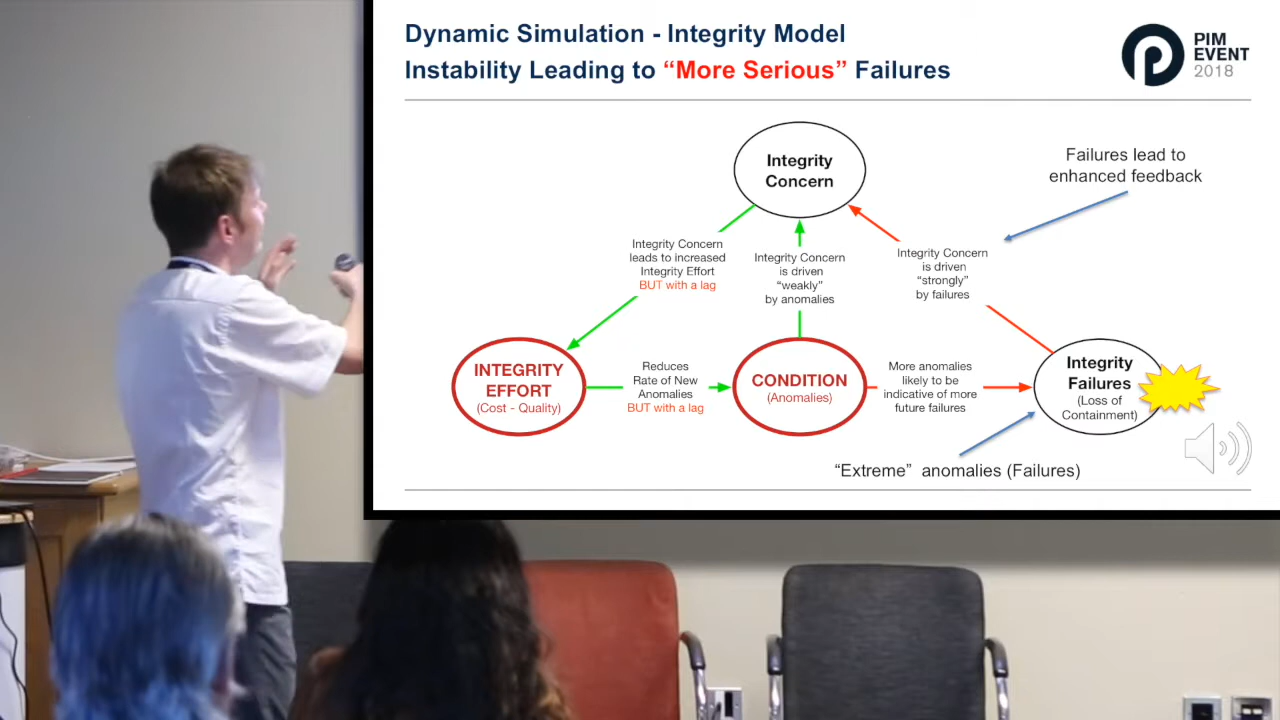 Dynamic Simulation - Integrity Model
Instability Leading to “More Serious” Failures
PIM
EVENT
2018
Integrity
Concern
Failures lead to
enhanced feedback
Integrity Concern
leads to increased
Integrity Effort
BUT with a lag
Integrity Concern
is driven
“weakly”
by anomalies
Integrity Concern
is driven
“strongly”
by failures
INTEGRITY
EFFORT
(Cost - Quality)
Reduces
Rate of New
Anomalies
BUT with a lag
CONDITION
(Anomalies)
More anomalies
likely to be
indicative of more
future failures
Integrity
Failures
(Loss of
Containment)
“Extreme” anomalies (Failures)